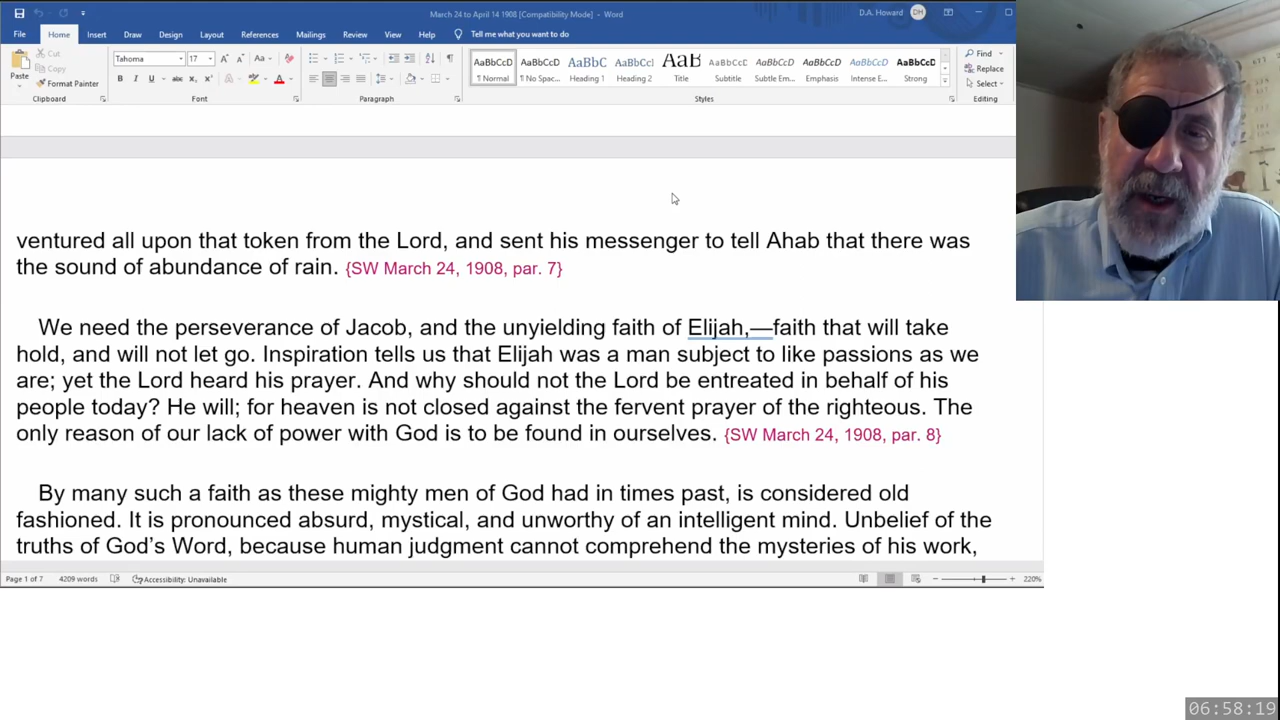 March 24 to April 14 1908 [Compatibility Mode] - Word
D.A. Howard
DH
File Home Insert Draw Design Layout References Mailings Review View Help Tell me what you want to do
Paste
Cut
Copy
Format Painter
Clipboard
Tahoma 17
Font
Paragraph
AaBbCcD AaBbCcD AaBbC AaBbCc AaB AaBbCcD AaBbCcD AaBbCcD AaBbCcD AaBbCcD
¶ Normal ¶ No Spac... Heading 1 Heading 2 Title Subtitle Subtle Em... Emphasis Intense E... Strong
Styles
Find
Replace
Select
Editing
ventured all upon that token from the Lord, and sent his messenger to tell Ahab that there was
the sound of abundance of rain. {SW March 24, 1908, par. 7}
We need the perseverance of Jacob, and the unyielding faith of Elijah,—faith that will take
hold, and will not let go. Inspiration tells us that Elijah was a man subject to like passions as we
are; yet the Lord heard his prayer. And why should not the Lord be entreated in behalf of his
people today? He will; for heaven is not closed against the fervent prayer of the righteous. The
only reason of our lack of power with God is to be found in ourselves. {SW March 24, 1908, par. 8}
By many such a faith as these mighty men of God had in times past, is considered old
fashioned. It is pronounced absurd, mystical, and unworthy of an intelligent mind. Unbelief of the
truths of God's Word, because human judgment cannot comprehend the mysteries of his work,
Page 1 of 7 4209 words Accessibility: Unavailable 220%
06:58:19